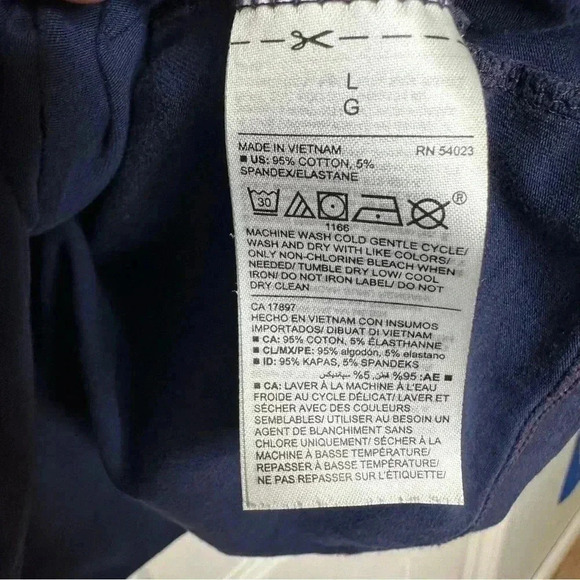 L
G
MADE IN VIETNAM RN 54023
■ US: 95% COTTON, 5%
SPANDEX/ELASTANE
30 ®
1166
MACHINE WASH COLD GENTLE CYCLE/
WASH AND DRY WITH LIKE COLORS/
ONLY NON-CHLORINE BLEACH WHEN
NEEDED/ TUMBLE DRY LOW/ COOL
IRON/ DO NOT IRON LABEL/ DO NOT
DRY CLEAN
CA 17897
HECHO EN VIETNAM CON INSUMOS
IMPORTADOS/ DIBUAT DI VIETNAM
■ CA: 95% COTON, 5% ÉLASTHANNE
■ CL/MX/PE: 95% algodón, 5% elastano
■ ID: 95% KAPAS, 5% SPANDEKS
■ AE: 95% قطن, 5% سباندكس
■ CA: LAVER À LA MACHINE À L'EAU
FROIDE AU CYCLE DÉLICAT/ LAVER ET
SÉCHER AVEC DES COULEURS
SEMBLABLES/ UTILISER AU BESOIN UN
AGENT DE BLANCHIMENT SANS
CHLORE UNIQUEMENT/ SÉCHER À LA
MACHINE À BASSE TEMPÉRATURE/
REPASSER À BASSE TEMPÉRATURE/
NE PAS REPASSER SUR L'ÉTIQUETTE/